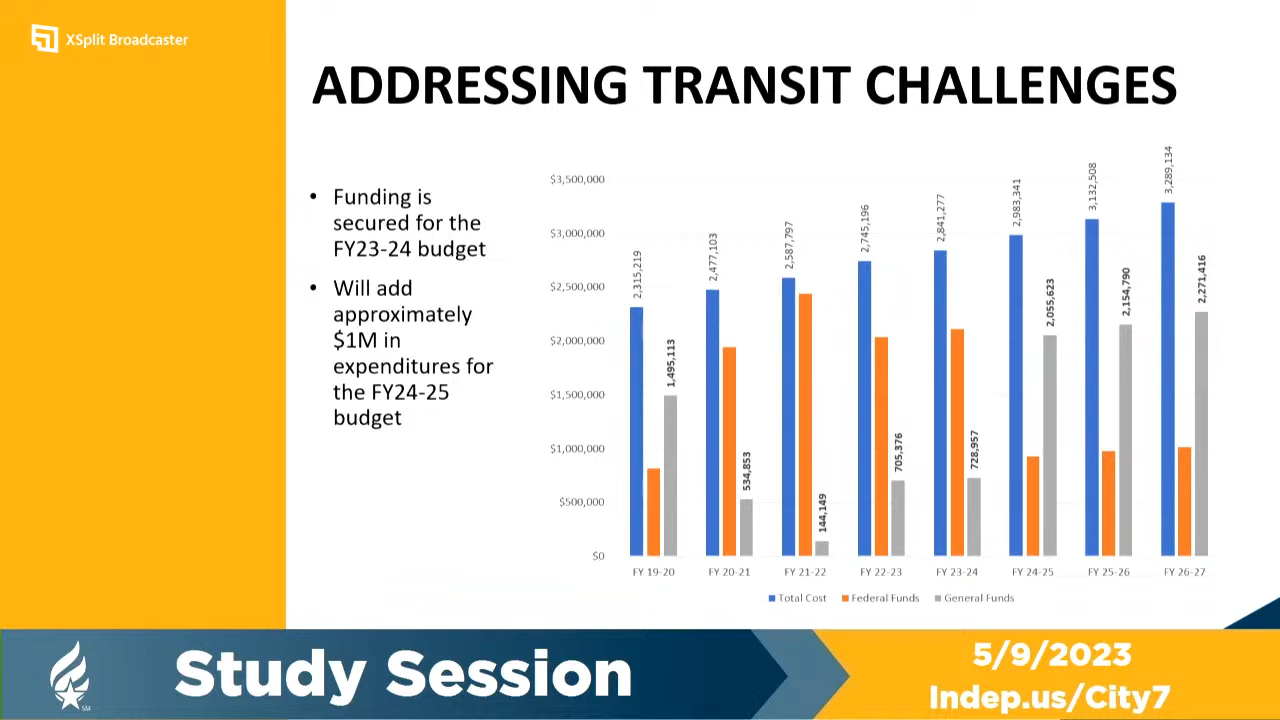 XSplit Broadcaster
ADDRESSING TRANSIT CHALLENGES
• Funding is
secured for the
FY23-24 budget
• Will add
approximately
$1M in
expenditures for
the FY24-25
budget
$3,500,000
$3,000,000
$2,500,000
$2,000,000
$1,500,000
$1,000,000
$500,000
$0
2,315,219
1,495,113
2,477,103
534,853
2,587,797
144,149
2,745,196
705,376
2,841,277
728,957
2,983,341
2,055,623
3,132,508
2,154,790
3,289,134
2,271,416
FY 19-20
FY 20-21
FY 21-22
FY 22-23
FY 23-24
FY 24-25
FY 25-26
FY 26-27
Total Cost
Federal Funds
General Funds
Study Session
SM
5/9/2023
Indep.us/City7